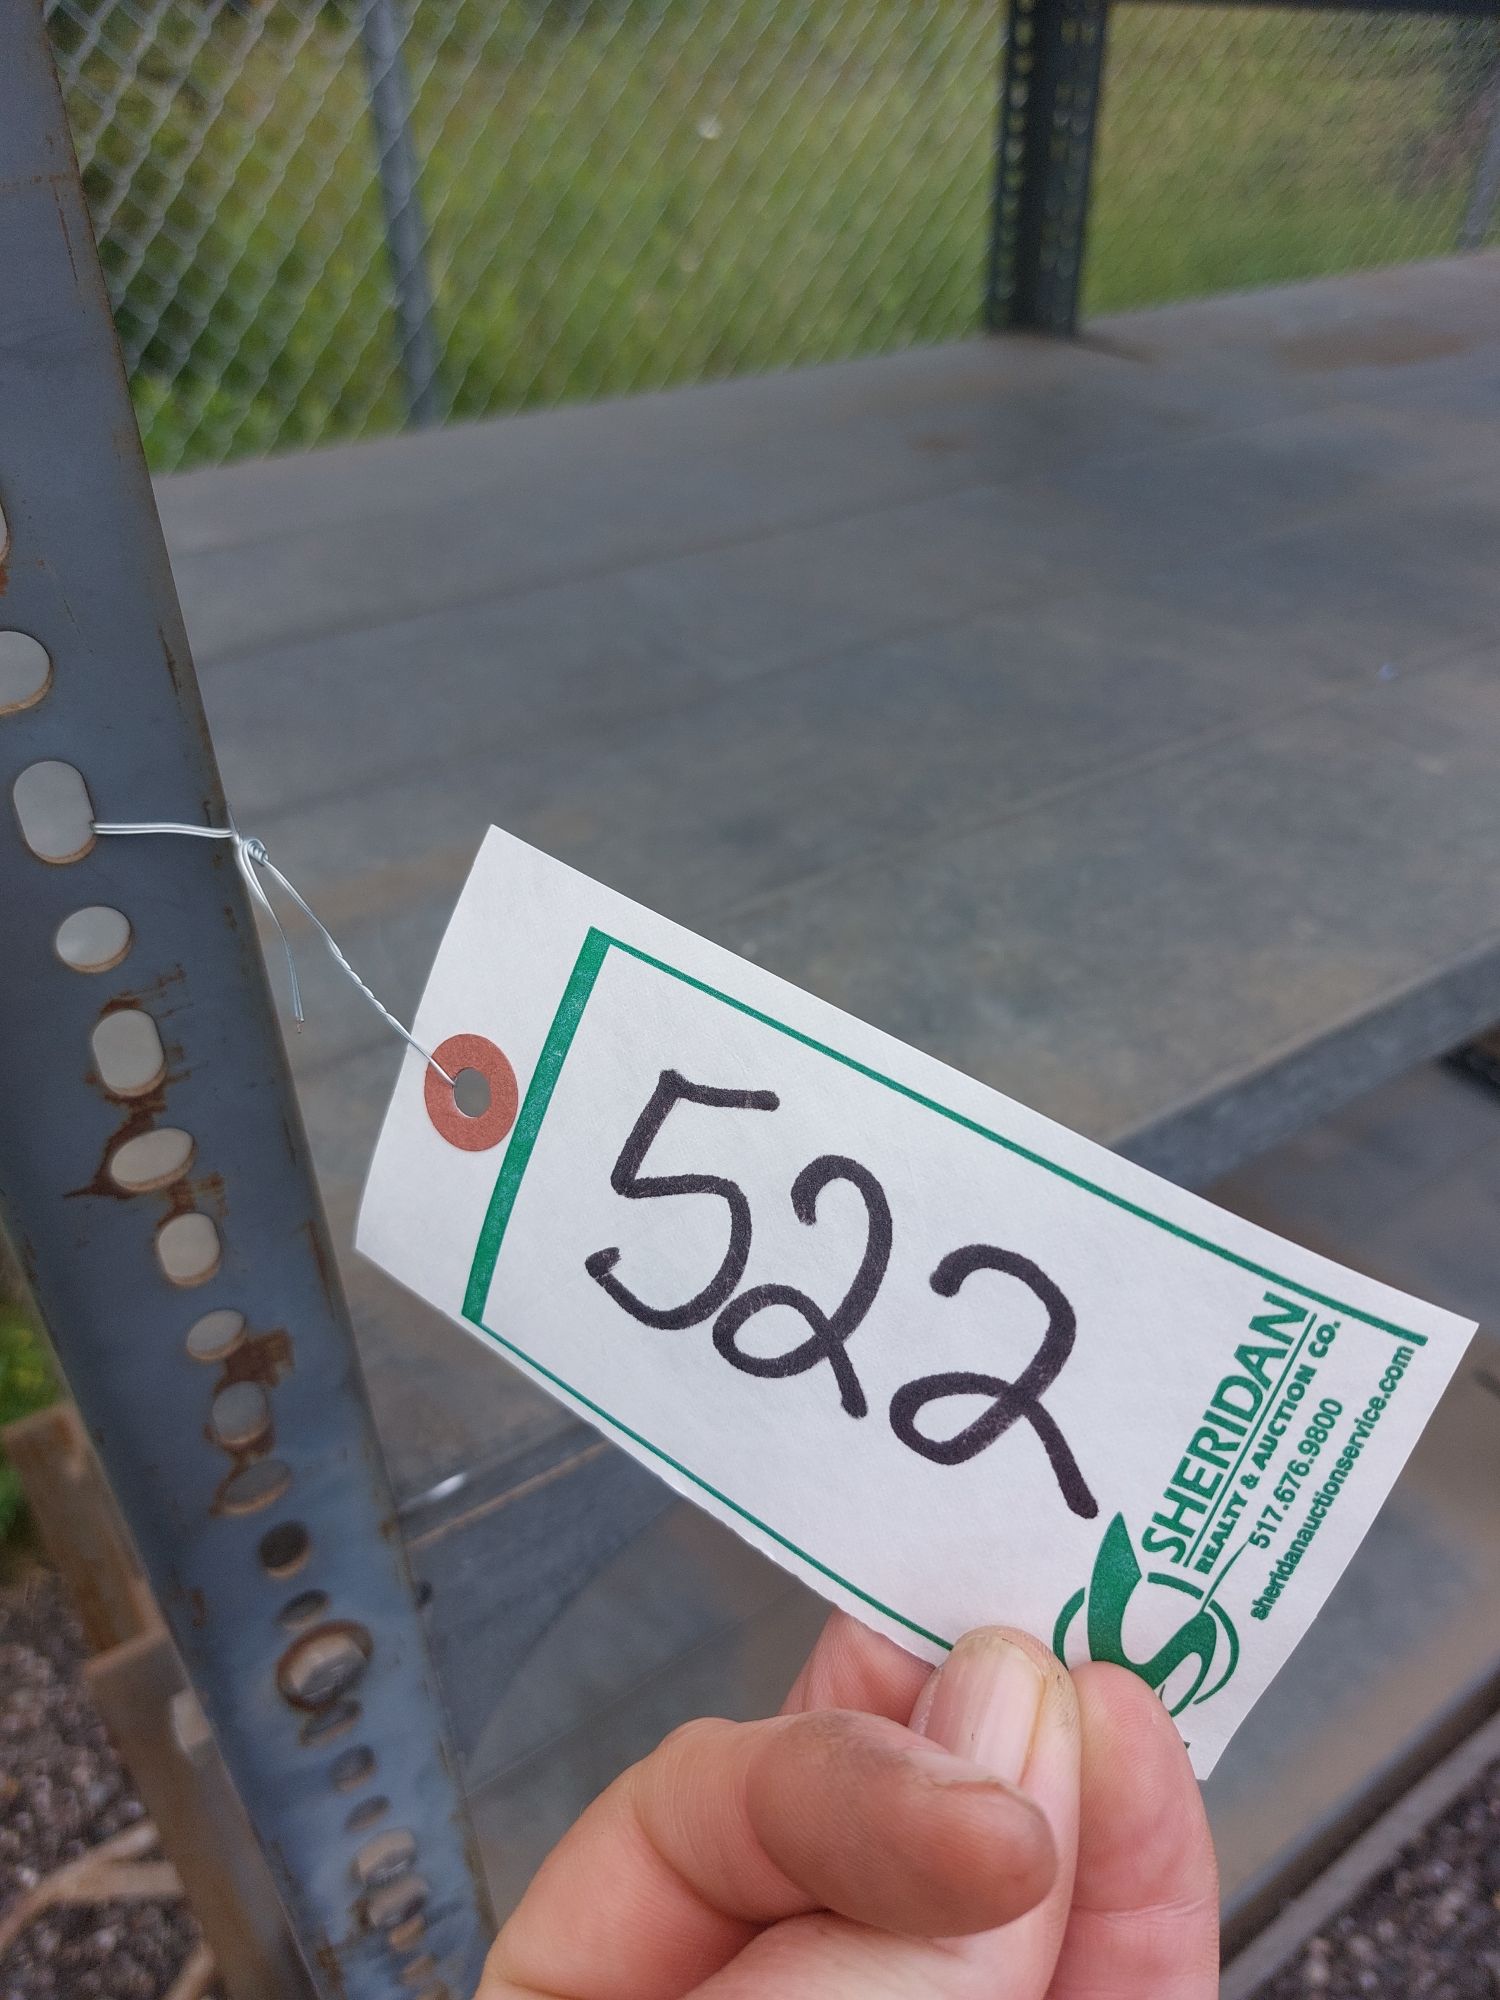 522
SHERIDAN
REALTY & AUCTION CO.
517.676.9800
sheridanauctionservice.com